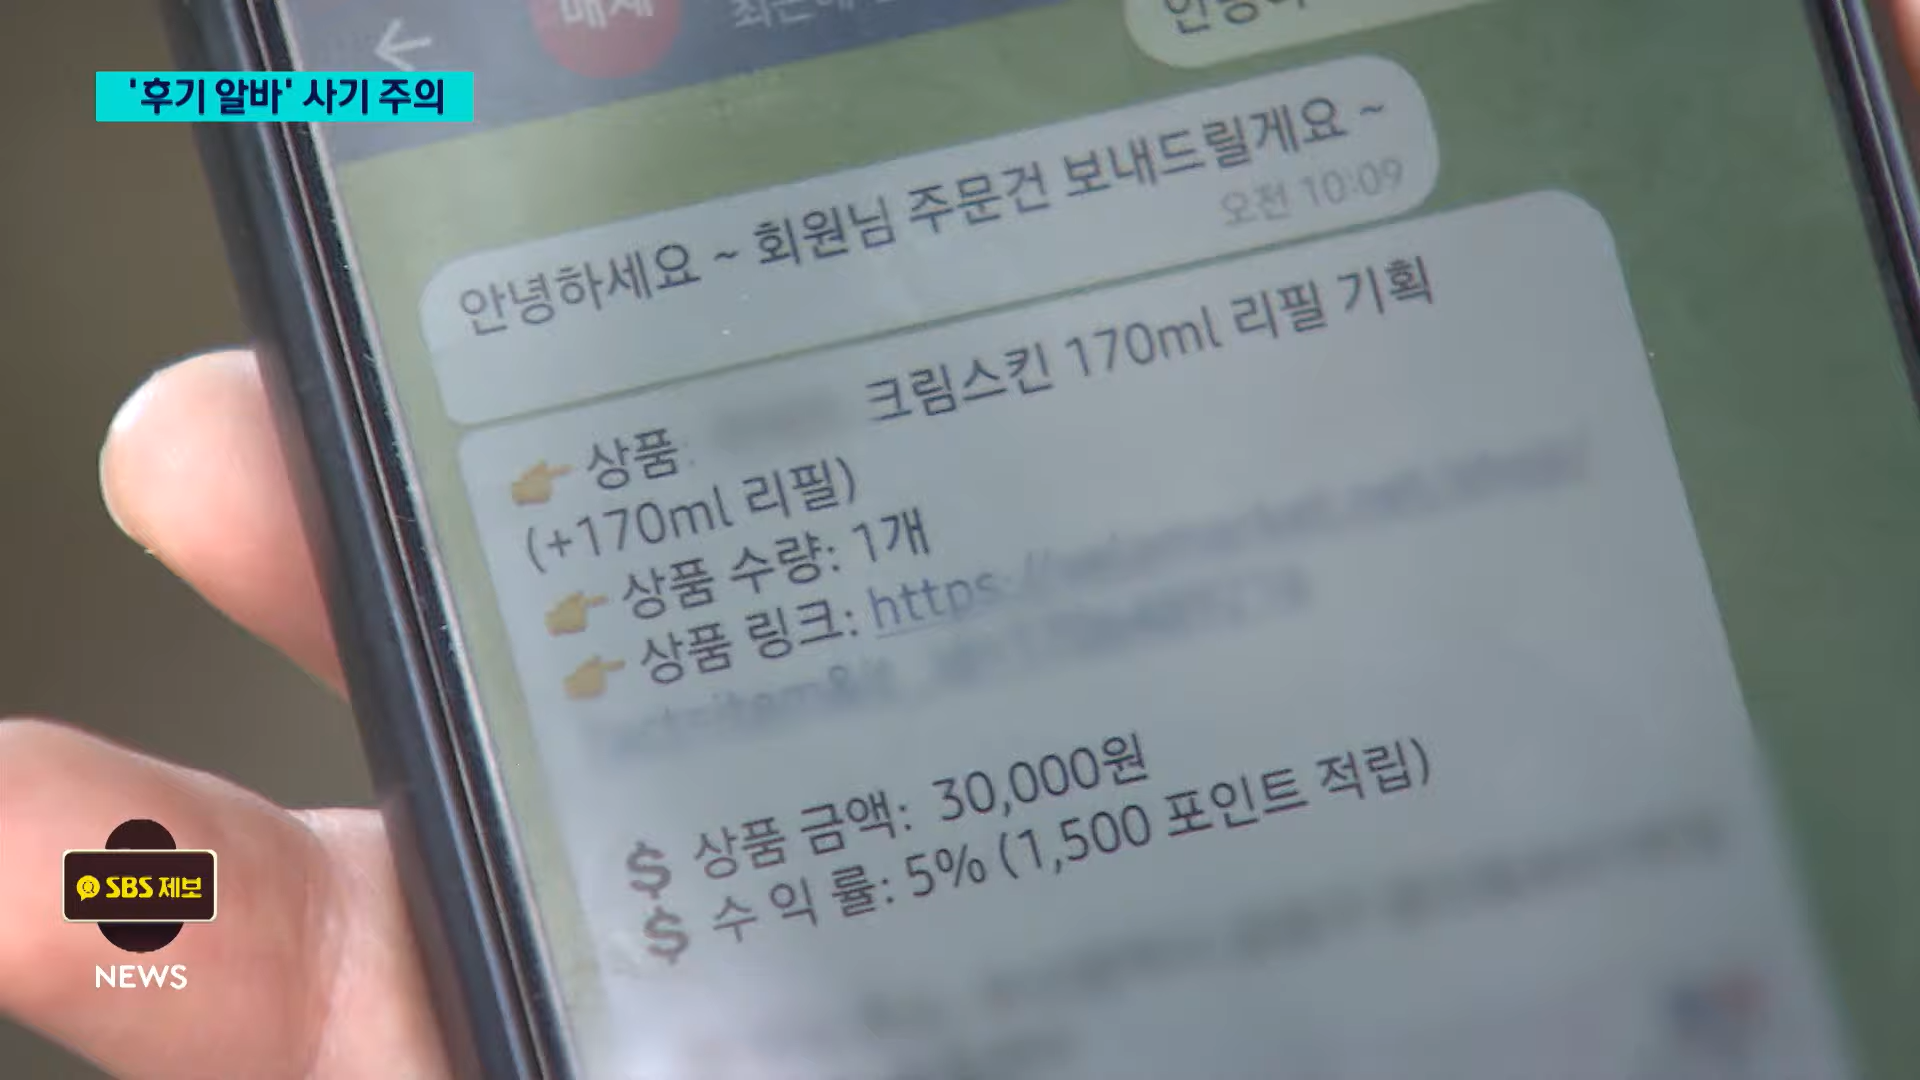 '후기 알바' 사기 주의
안녕하세요 ~ 회원님 주문건 보내드릴게요 ~
오전 10:09
👉 상품: 크림스킨 170ml 리필 기획
(+170ml 리필)
👉 상품 수량: 1개
👉 상품 링크: https://
$ 상품 금액: 30,000원
$ 수 익 률: 5% (1,500 포인트 적립)
SBS 제보
NEWS